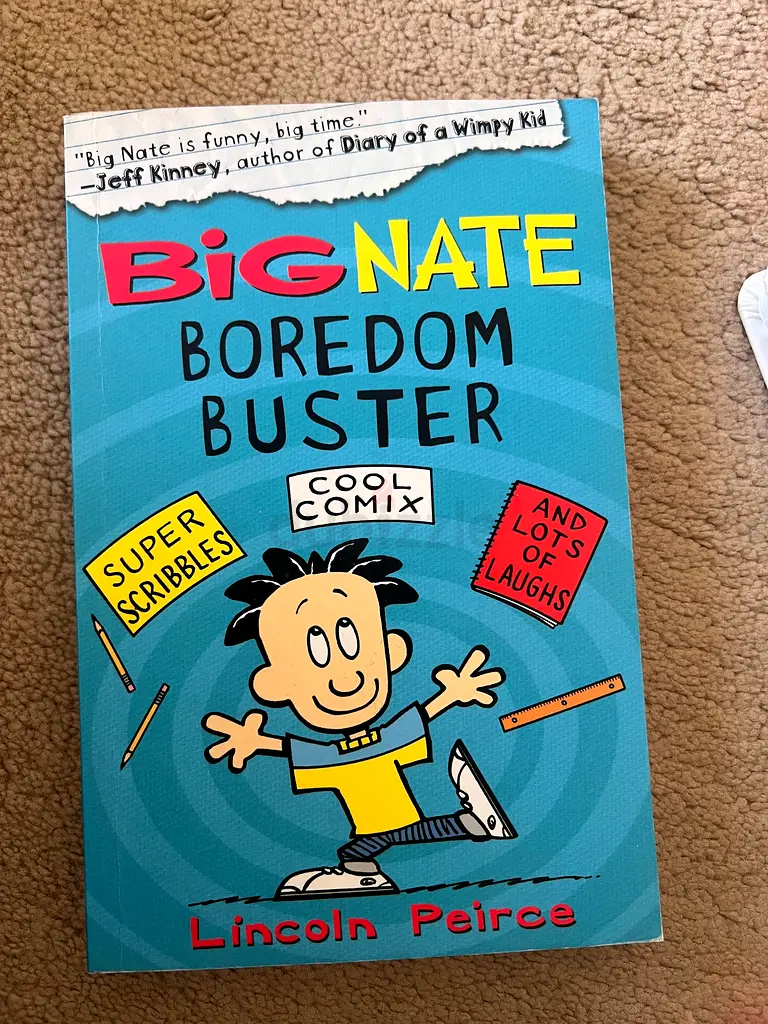 "Big Nate is funny, big time."
—Jeff Kinney, author of Diary of a Wimpy Kid
BiG NATE
BOREDOM
BUSTER
COOL
COMIX
SUPER
SCRIBBLES
AND
LOTS
OF
LAUGHS
Lincoln Peirce